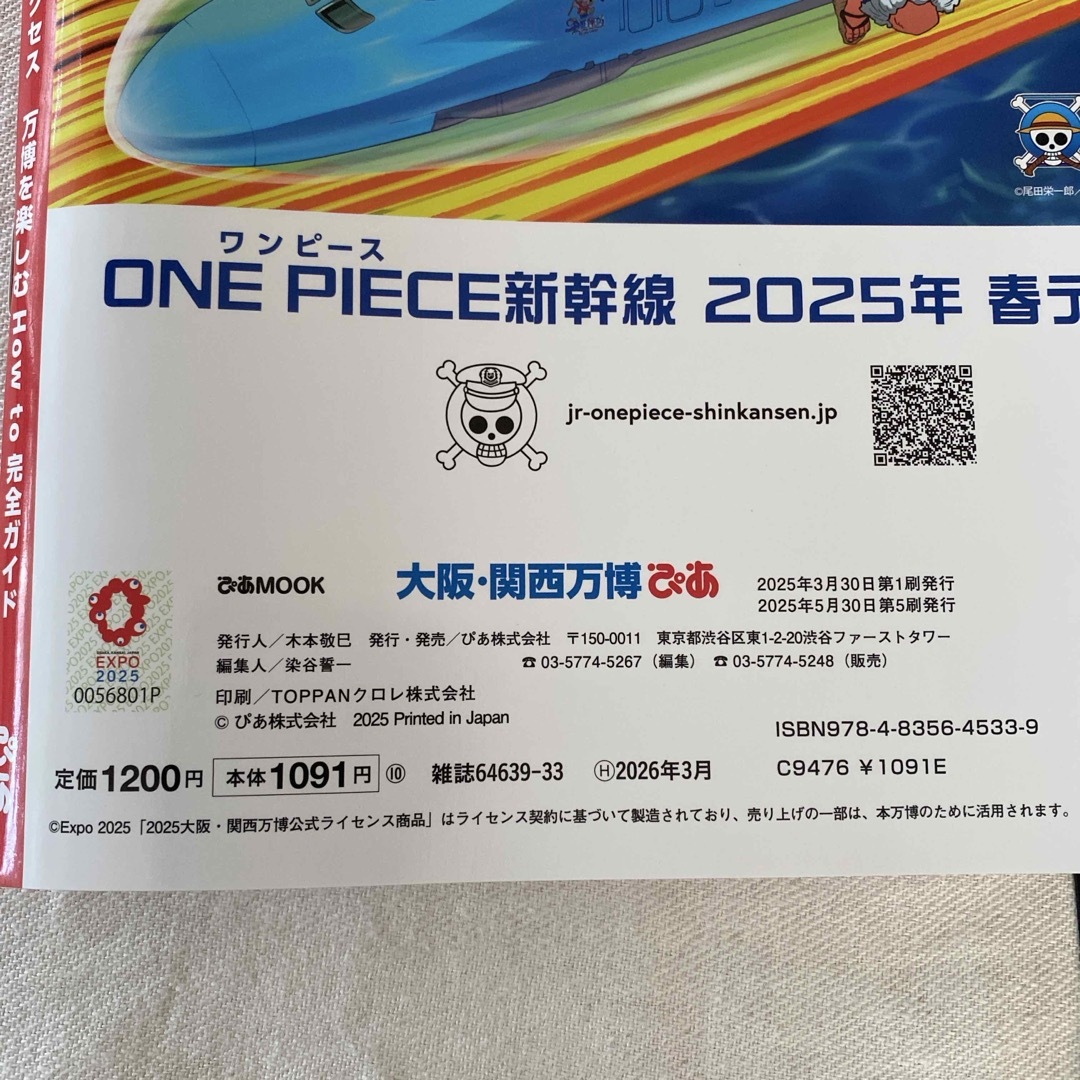 クセス 万博を楽しむ How to 完全ガイド
©尾田栄一郎／
ワンピース
ONE PIECE新幹線 2025年 春
jr-onepiece-shinkansen.jp
ぴあMOOK
大阪・関西万博ぴあ
2025年3月30日第1刷発行
2025年5月30日第5刷発行
発行人／木本敬巳 発行・発売／ぴあ株式会社 〒150-0011 東京都渋谷区東1-2-20渋谷ファーストタワー
編集人／染谷誓一 ☎03-5774-5267（編集） ☎03-5774-5248（販売）
印刷／TOPPANクロレ株式会社
© ぴあ株式会社 2025 Printed in Japan
EXPO
2025
0056801P
ISBN978-4-8356-4533-9
定価1200円 本体1091円 ⑩ 雑誌64639-33 Ⓗ2026年3月
C9476 ¥1091E
©Expo 2025「2025大阪・関西万博公式ライセンス商品」はライセンス契約に基づいて製造されており、売り上げの一部は、本万博のために活用されます。